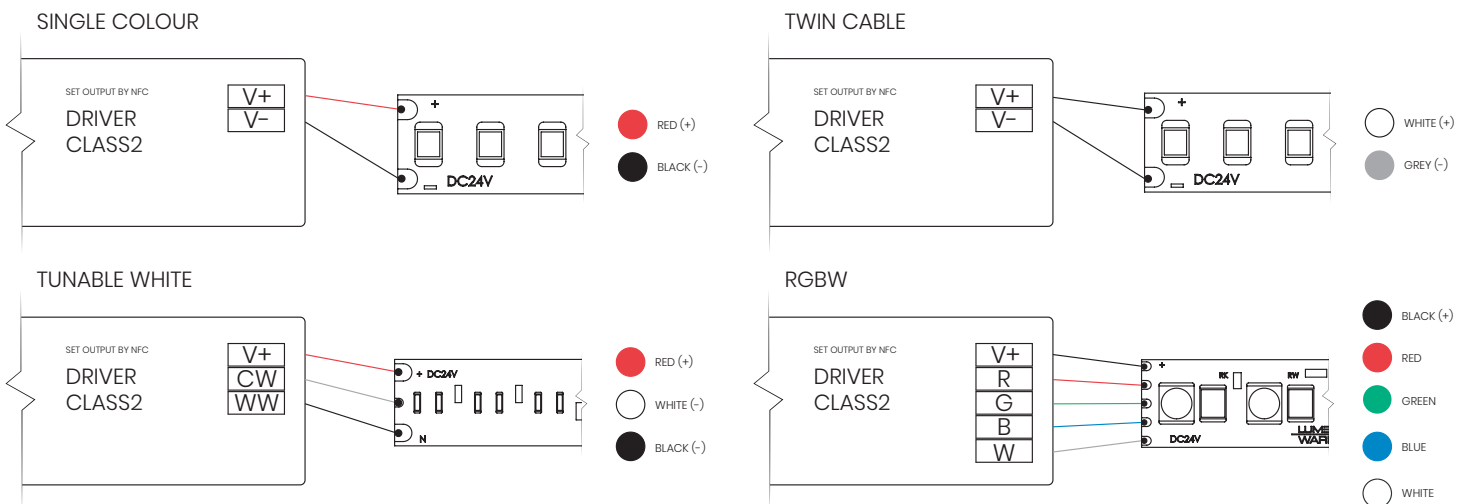 SINGLE COLOUR
SET OUTPUT BY NFC
DRIVER
CLASS2
V+
V-
+
- DC24V
RED (+)
BLACK (-)
TWIN CABLE
SET OUTPUT BY NFC
DRIVER
CLASS2
V+
V-
+
- DC24V
WHITE (+)
GREY (-)
TUNABLE WHITE
SET OUTPUT BY NFC
DRIVER
CLASS2
V+
CW
WW
+ DC24V
N
RED (+)
WHITE (-)
BLACK (-)
RGBW
SET OUTPUT BY NFC
DRIVER
CLASS2
V+
R
G
B
W
+
RK
RW
DC24V
BLACK (+)
RED
GREEN
BLUE
WHITE